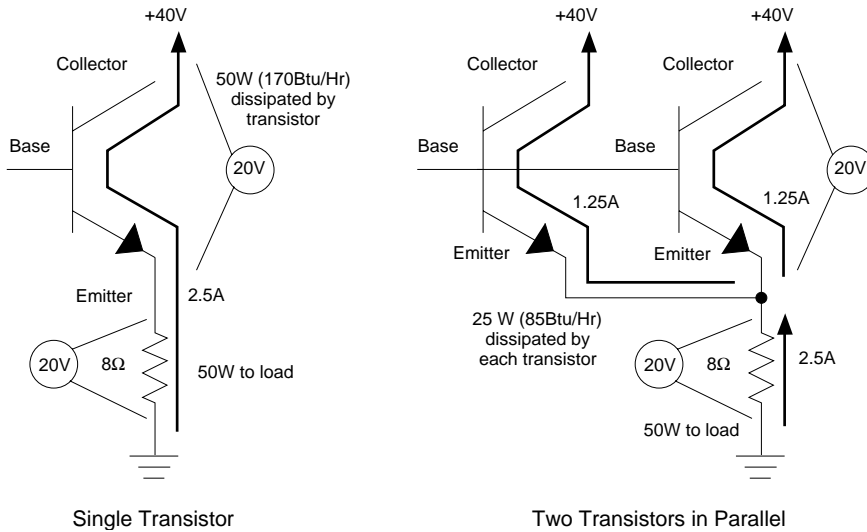 +40V
Collector
50W (170Btu/Hr)
dissipated by
transistor
Base
20V
Emitter
2.5A
20V
8Ω
50W to load
Single Transistor
+40V
+40V
Collector
Collector
Base
Base
20V
1.25A
1.25A
Emitter
Emitter
25 W (85Btu/Hr)
dissipated by
each transistor
20V
8Ω
2.5A
50W to load
Two Transistors in Parallel